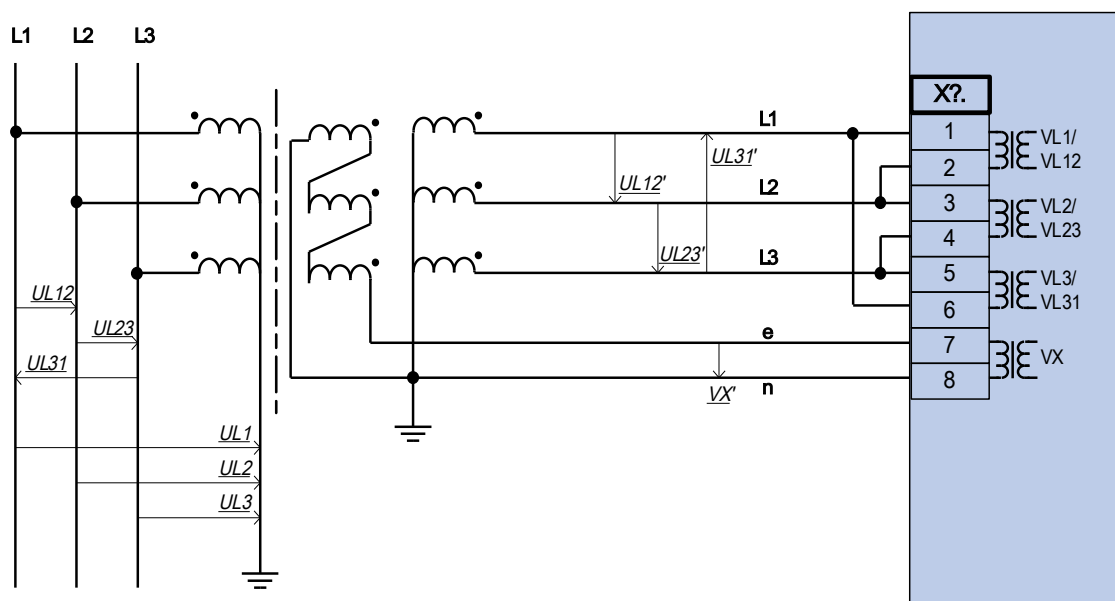 L1 L2 L3
X?.
L1
1
VL1/
VL12
UL31'
2
UL12'
L2
3
VL2/
VL23
4
UL23'
L3
5
VL3/
VL31
UL12
6
UL23
e
7
VX
UL31
n
8
VX'
UL1
UL2
UL3